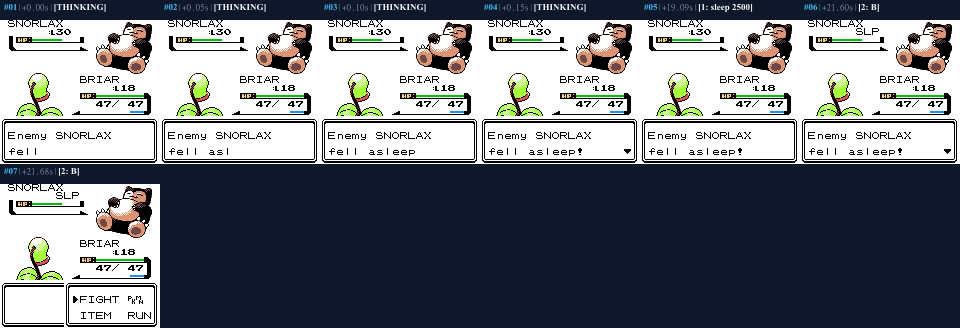 #01|+0.00s|[THINKING]
SNORLAX
:L30
HP:
BRIAR
:L18
HP:
47/ 47
Enemy SNORLAX
fell
#02|+0.05s|[THINKING]
SNORLAX
:L30
HP:
BRIAR
:L18
HP:
47/ 47
Enemy SNORLAX
fell asl
#03|+0.10s|[THINKING]
SNORLAX
:L30
HP:
BRIAR
:L18
HP:
47/ 47
Enemy SNORLAX
fell asleep
#04|+0.15s|[THINKING]
SNORLAX
:L30
HP:
BRIAR
:L18
HP:
47/ 47
Enemy SNORLAX
fell asleep!
#05|+19.09s|[1: sleep 2500]
SNORLAX
:L30
HP:
BRIAR
:L18
HP:
47/ 47
Enemy SNORLAX
fell asleep!
#06|+21.60s|[2: B]
SNORLAX
SLP
HP:
BRIAR
:L18
HP:
47/ 47
Enemy SNORLAX
fell asleep!
#07|+21.68s|[2: B]
SNORLAX
SLP
HP:
BRIAR
:L18
HP:
47/ 47
FIGHT PKMN
ITEM RUN